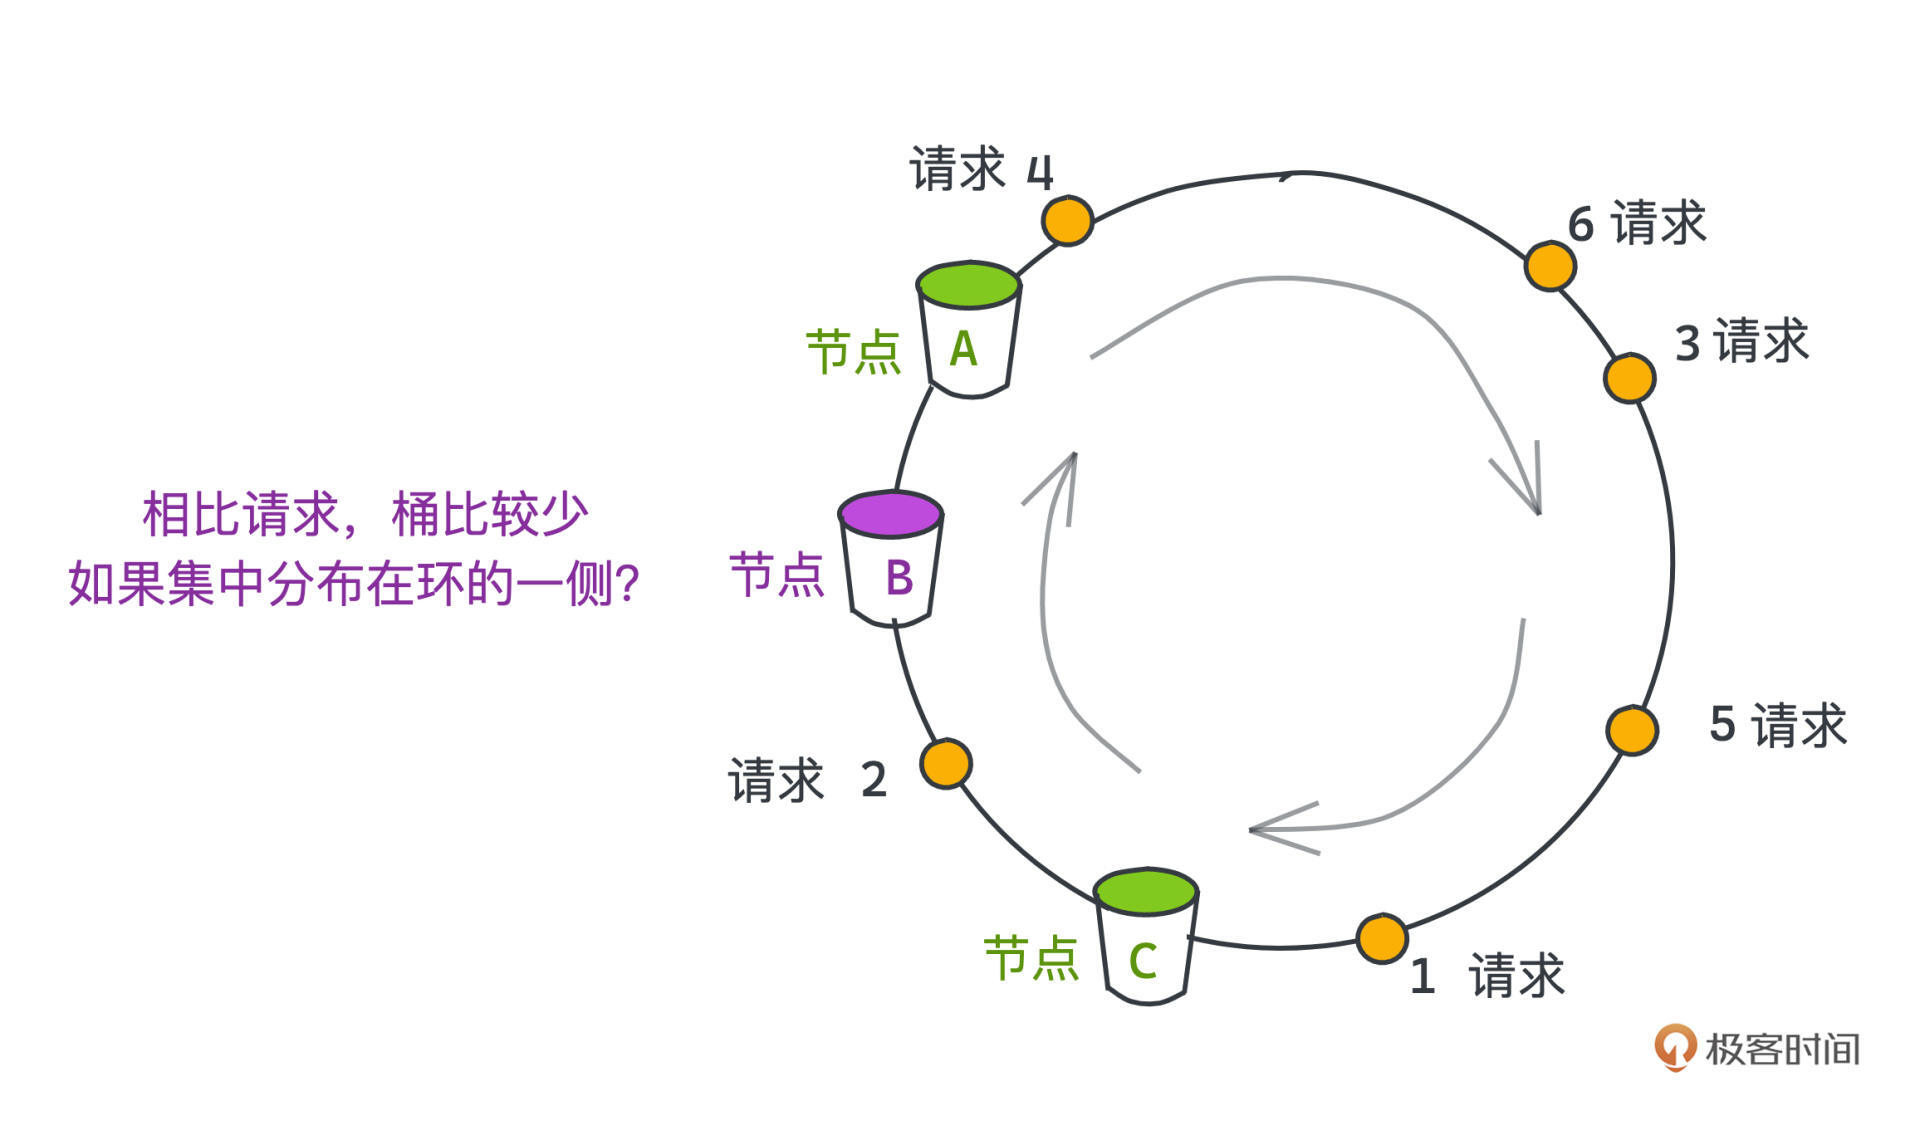 请求 4
6 请求
3 请求
节点 A
相比请求，桶比较少
如果集中分布在环的一侧？
节点 B
5 请求
请求 2
节点 C
1 请求
极客时间